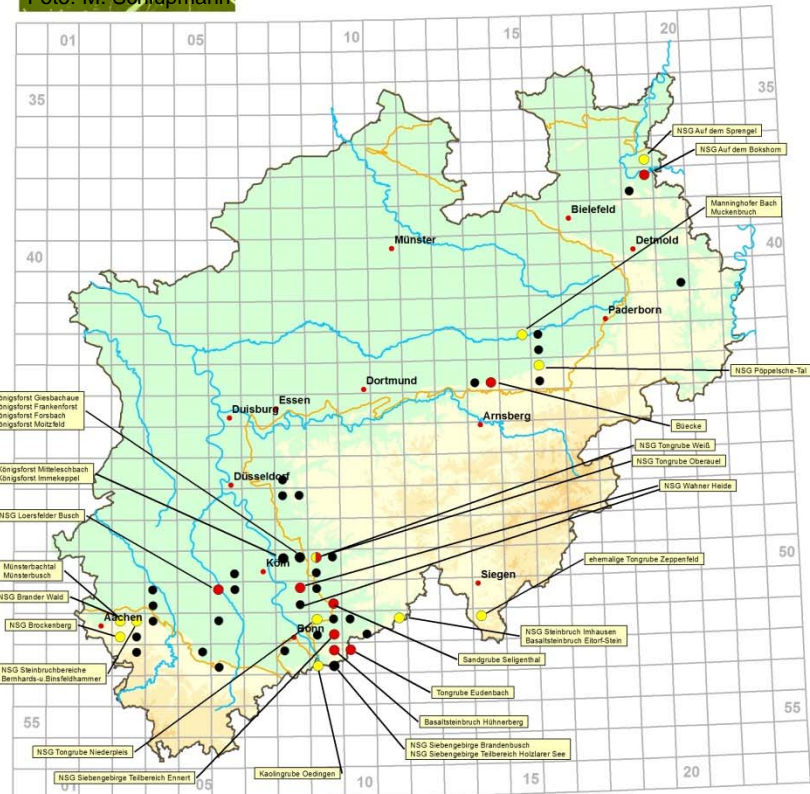 Foto: M. Schlüpmann
01 05 10 15 20
35 35
NSG Auf dem Sprengel
NSG Auf dem Bokshorn
Manninghofer Bach
Muckenbruch
Bielefeld
Münster
Detmold
40 40
Paderborn
NSG Pöppelsche-Tal
Dortmund
Essen
Duisburg
Arnsberg
Büecke
Königsforst Giesbachaue
Königsforst Frankenforst
Königsforst Forsbach
Königsforst Moitzfeld
NSG Tongrube Weiß
NSG Tongrube Oberauel
Königsforst Mitteleschbach
Königsforst Immekeppel
Düsseldorf
NSG Wahner Heide
NSG Loersfelder Busch
50
Köln
ehemalige Tongrube Zeppenfeld
Münsterbachtal
Münsterbusch
Siegen
NSG Brander Wald
Aachen
NSG Brockenberg
Bonn
NSG Steinbruch Imhausen
Basaltsteinbruch Eitorf-Stein
Sandgrube Seligenthal
NSG Steinbruchbereiche
Bernhards-u.Binsfeldhammer
Tongrube Eudenbach
55 55
Basaltsteinbruch Hühnerberg
NSG Tongrube Niederpleis
NSG Siebengebirge Brandenbusch
NSG Siebengebirge Teilbereich Holzlarer See
NSG Siebengebirge Teilbereich Ennert
Kaolingrube Oedingen
01 05 10 15 20